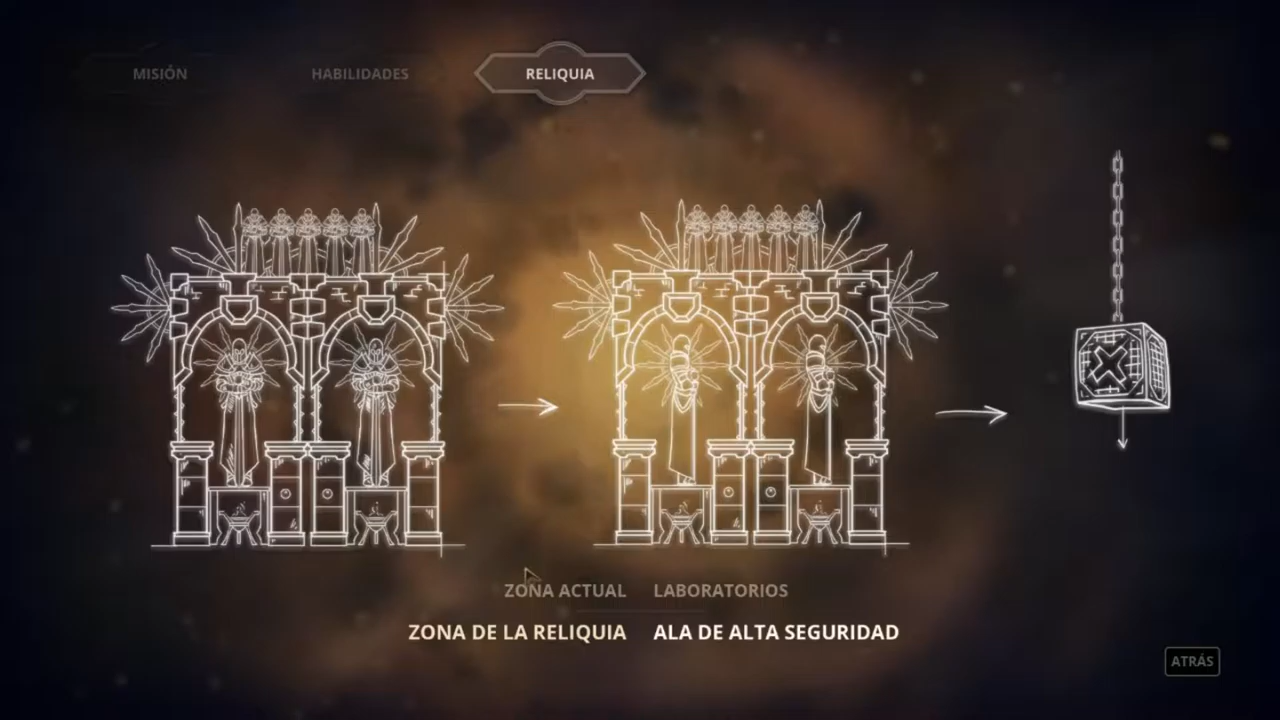 MISIÓN HABILIDADES RELIQUIA
ZONA ACTUAL LABORATORIOS
ZONA DE LA RELIQUIA ALA DE ALTA SEGURIDAD
ATRÁS